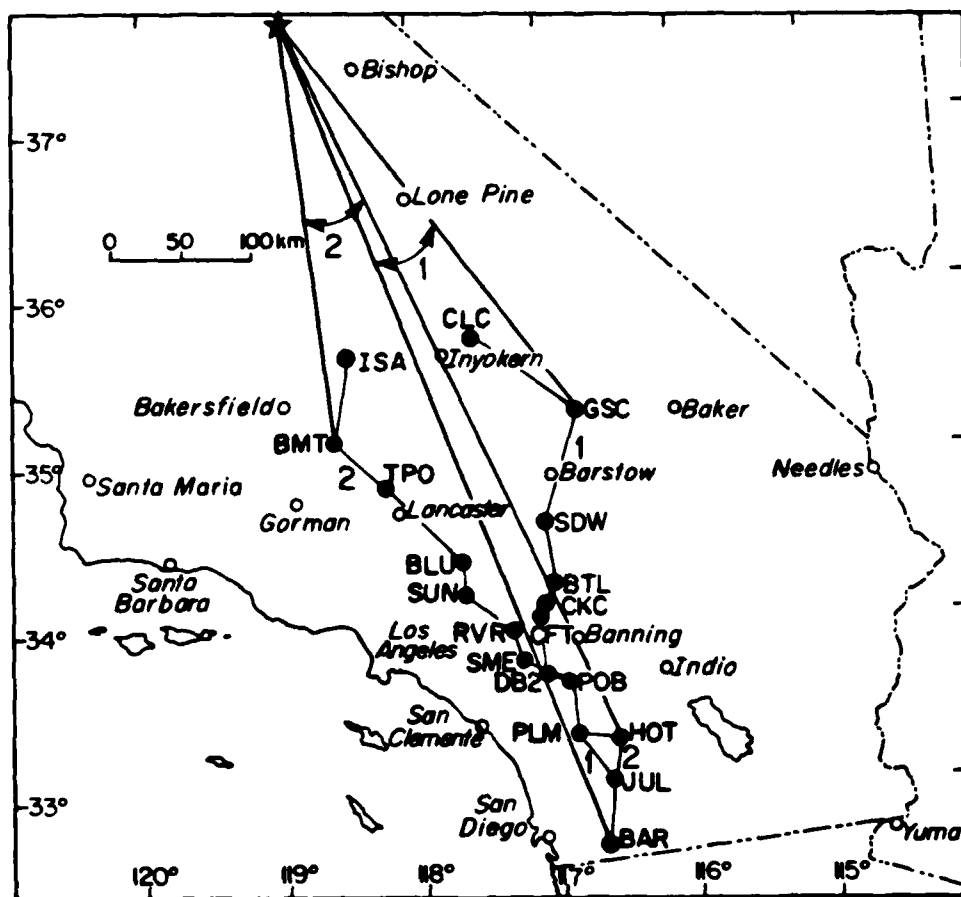 Bishop
37°
Lone Pine
0 50 100 km
2
1
36°
CLC
ISA
Inyokern
Bakersfield
GSC
Baker
BMT
1
35°
2
TPO
Barstow
Needles
Santa Maria
Lancaster
Gorman
SDW
BLU
BTL
Santa
Barbara
SUN
CKC
34°
Los
Angeles
RVR
FT
Banning
SME
Indio
DB2
POB
San
Clemente
PLM
HOT
1
2
JUL
33°
San
Diego
BAR
Yuma
120°
119°
118°
117°
116°
115°